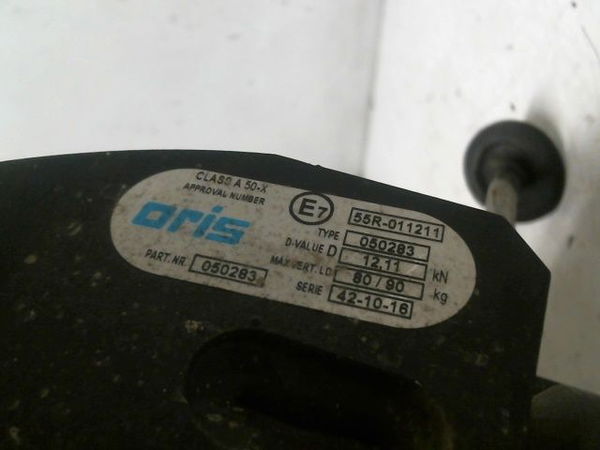 CLASS A 50-X
APPROVAL NUMBER E7 55R-011211
oris
TYPE 050283
D-VALUE D 12,11 kN
MAX VERT. LD 80 / 90 kg
PART. NR. 050283
SERIE 42-10-16